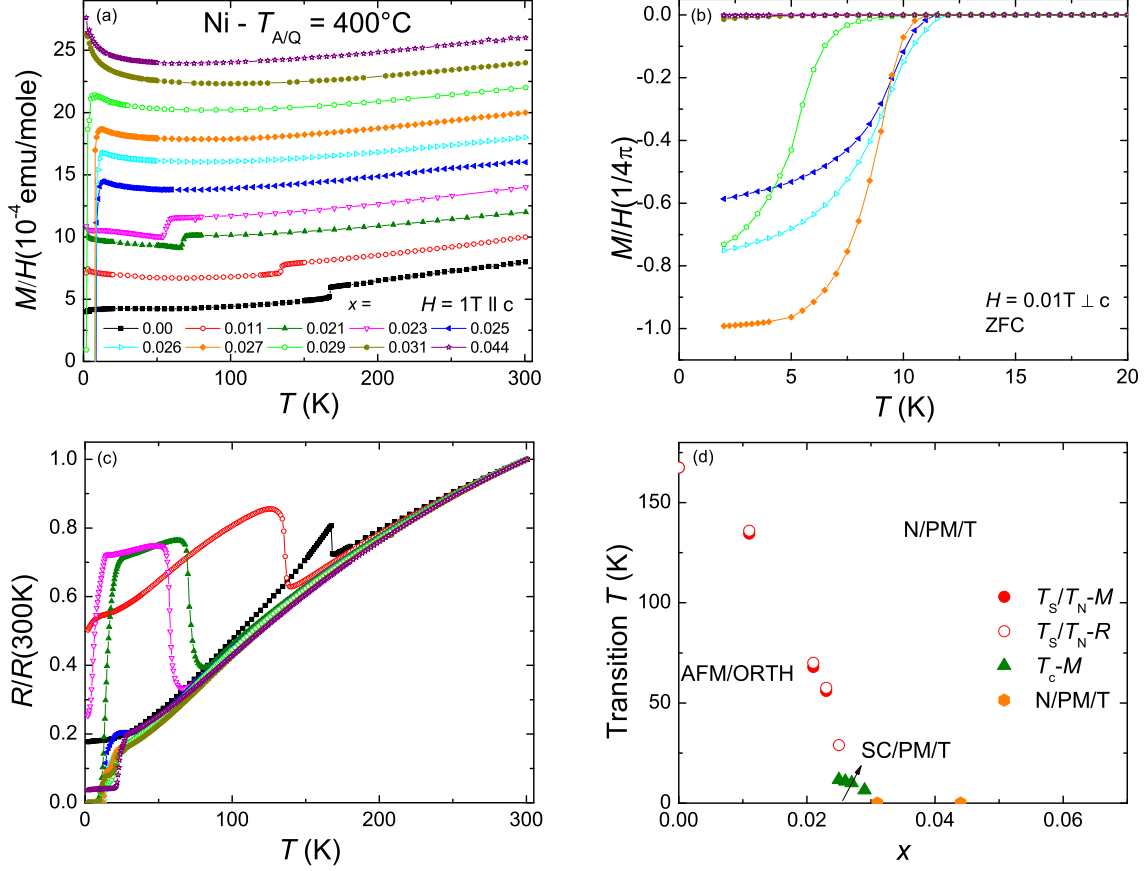 (a)
Ni - T_A/Q = 400°C
M/H(10⁻⁴emu/mole)
25
20
15
10
5
0
x =
H = 1T || c
0.00 0.011 0.021 0.023 0.025
0.026 0.027 0.029 0.031 0.044
0 100 200 300
T (K)
(b)
M/H(1/4π)
0.0
-0.2
-0.4
-0.6
-0.8
-1.0
H = 0.01T ⊥ c
ZFC
0 5 10 15 20
T (K)
(c)
R/R(300K)
1.0
0.8
0.6
0.4
0.2
0.0
0 100 200 300
T (K)
(d)
Transition T (K)
150
100
50
0
N/PM/T
AFM/ORTH
SC/PM/T
T_S/T_N-M
T_S/T_N-R
T_c-M
N/PM/T
0.00 0.02 0.04 0.06
x